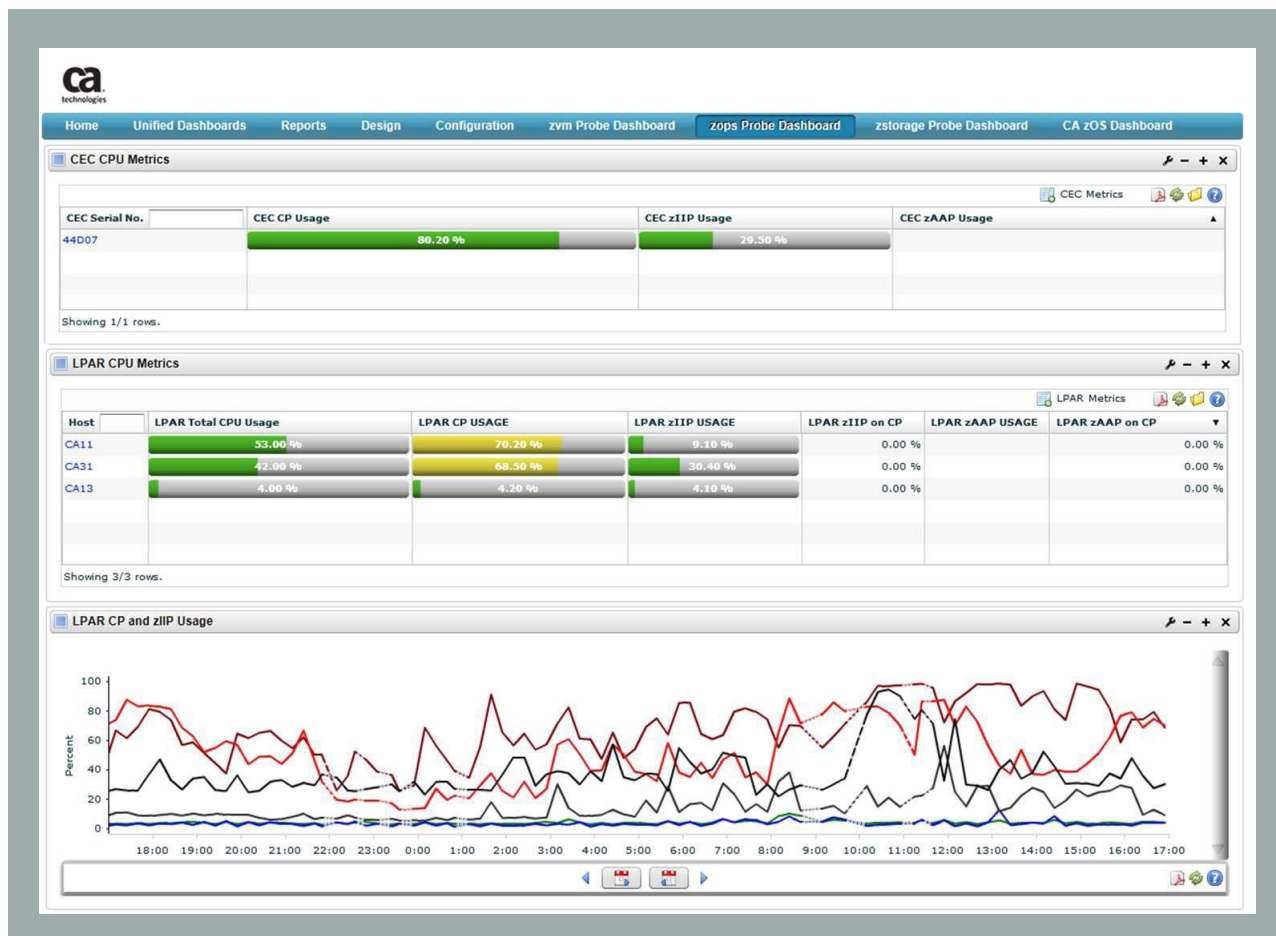 ca
technologies
Home Unified Dashboards Reports Design Configuration zvm Probe Dashboard zops Probe Dashboard zstorage Probe Dashboard CA zOS Dashboard
CEC CPU Metrics
CEC Metrics
CEC Serial No. CEC CP Usage CEC zIIP Usage CEC zAAP Usage
44D07 80.20 % 29.50 %
Showing 1/1 rows.
LPAR CPU Metrics
LPAR Metrics
Host LPAR Total CPU Usage LPAR CP USAGE LPAR zIIP USAGE LPAR zIIP on CP LPAR zAAP USAGE LPAR zAAP on CP
CA11 53.00 % 70.20 % 9.10 % 0.00 % 0.00 %
CA31 42.00 % 68.50 % 30.40 % 0.00 % 0.00 %
CA13 4.00 % 4.20 % 4.10 % 0.00 % 0.00 %
Showing 3/3 rows.
LPAR CP and zIIP Usage
Percent
100
80
60
40
20
0
18:00 19:00 20:00 21:00 22:00 23:00 0:00 1:00 2:00 3:00 4:00 5:00 6:00 7:00 8:00 9:00 10:00 11:00 12:00 13:00 14:00 15:00 16:00 17:00